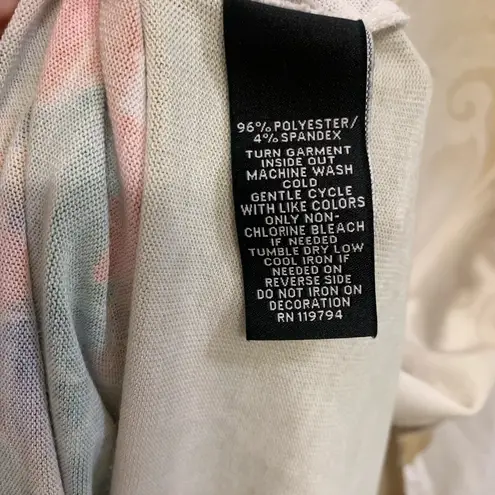 96% POLYESTER/
4% SPANDEX
TURN GARMENT
INSIDE OUT
MACHINE WASH
COLD
GENTLE CYCLE
WITH LIKE COLORS
ONLY NON-
CHLORINE BLEACH
IF NEEDED
TUMBLE DRY LOW
COOL IRON IF
NEEDED ON
REVERSE SIDE
DO NOT IRON ON
DECORATION
RN 119794